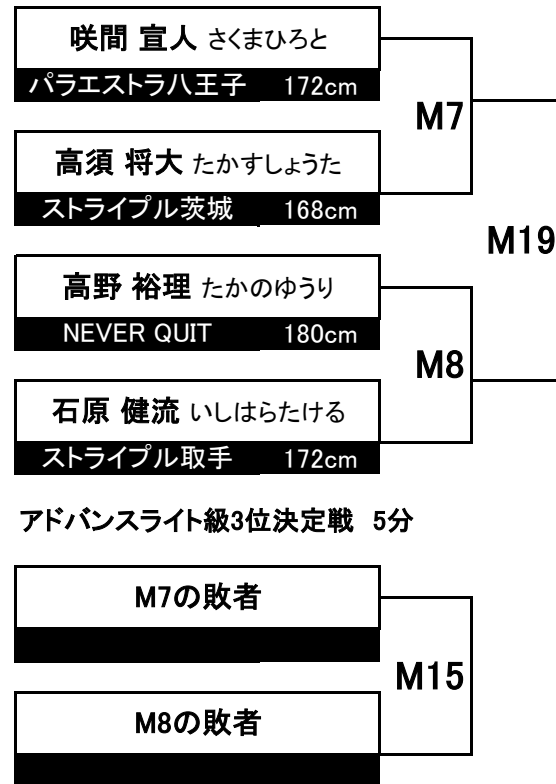 咲間 宣人 さくまひろと
パラエストラ八王子 172cm
M7
高須 将大 たかすしょうた
ストライプル茨城 168cm
M19
高野 裕理 たかのゆうり
NEVER QUIT 180cm
M8
石原 健流 いしはらたける
ストライプル取手 172cm
アドバンスライト級3位決定戦 5分
M7の敗者
M15
M8の敗者